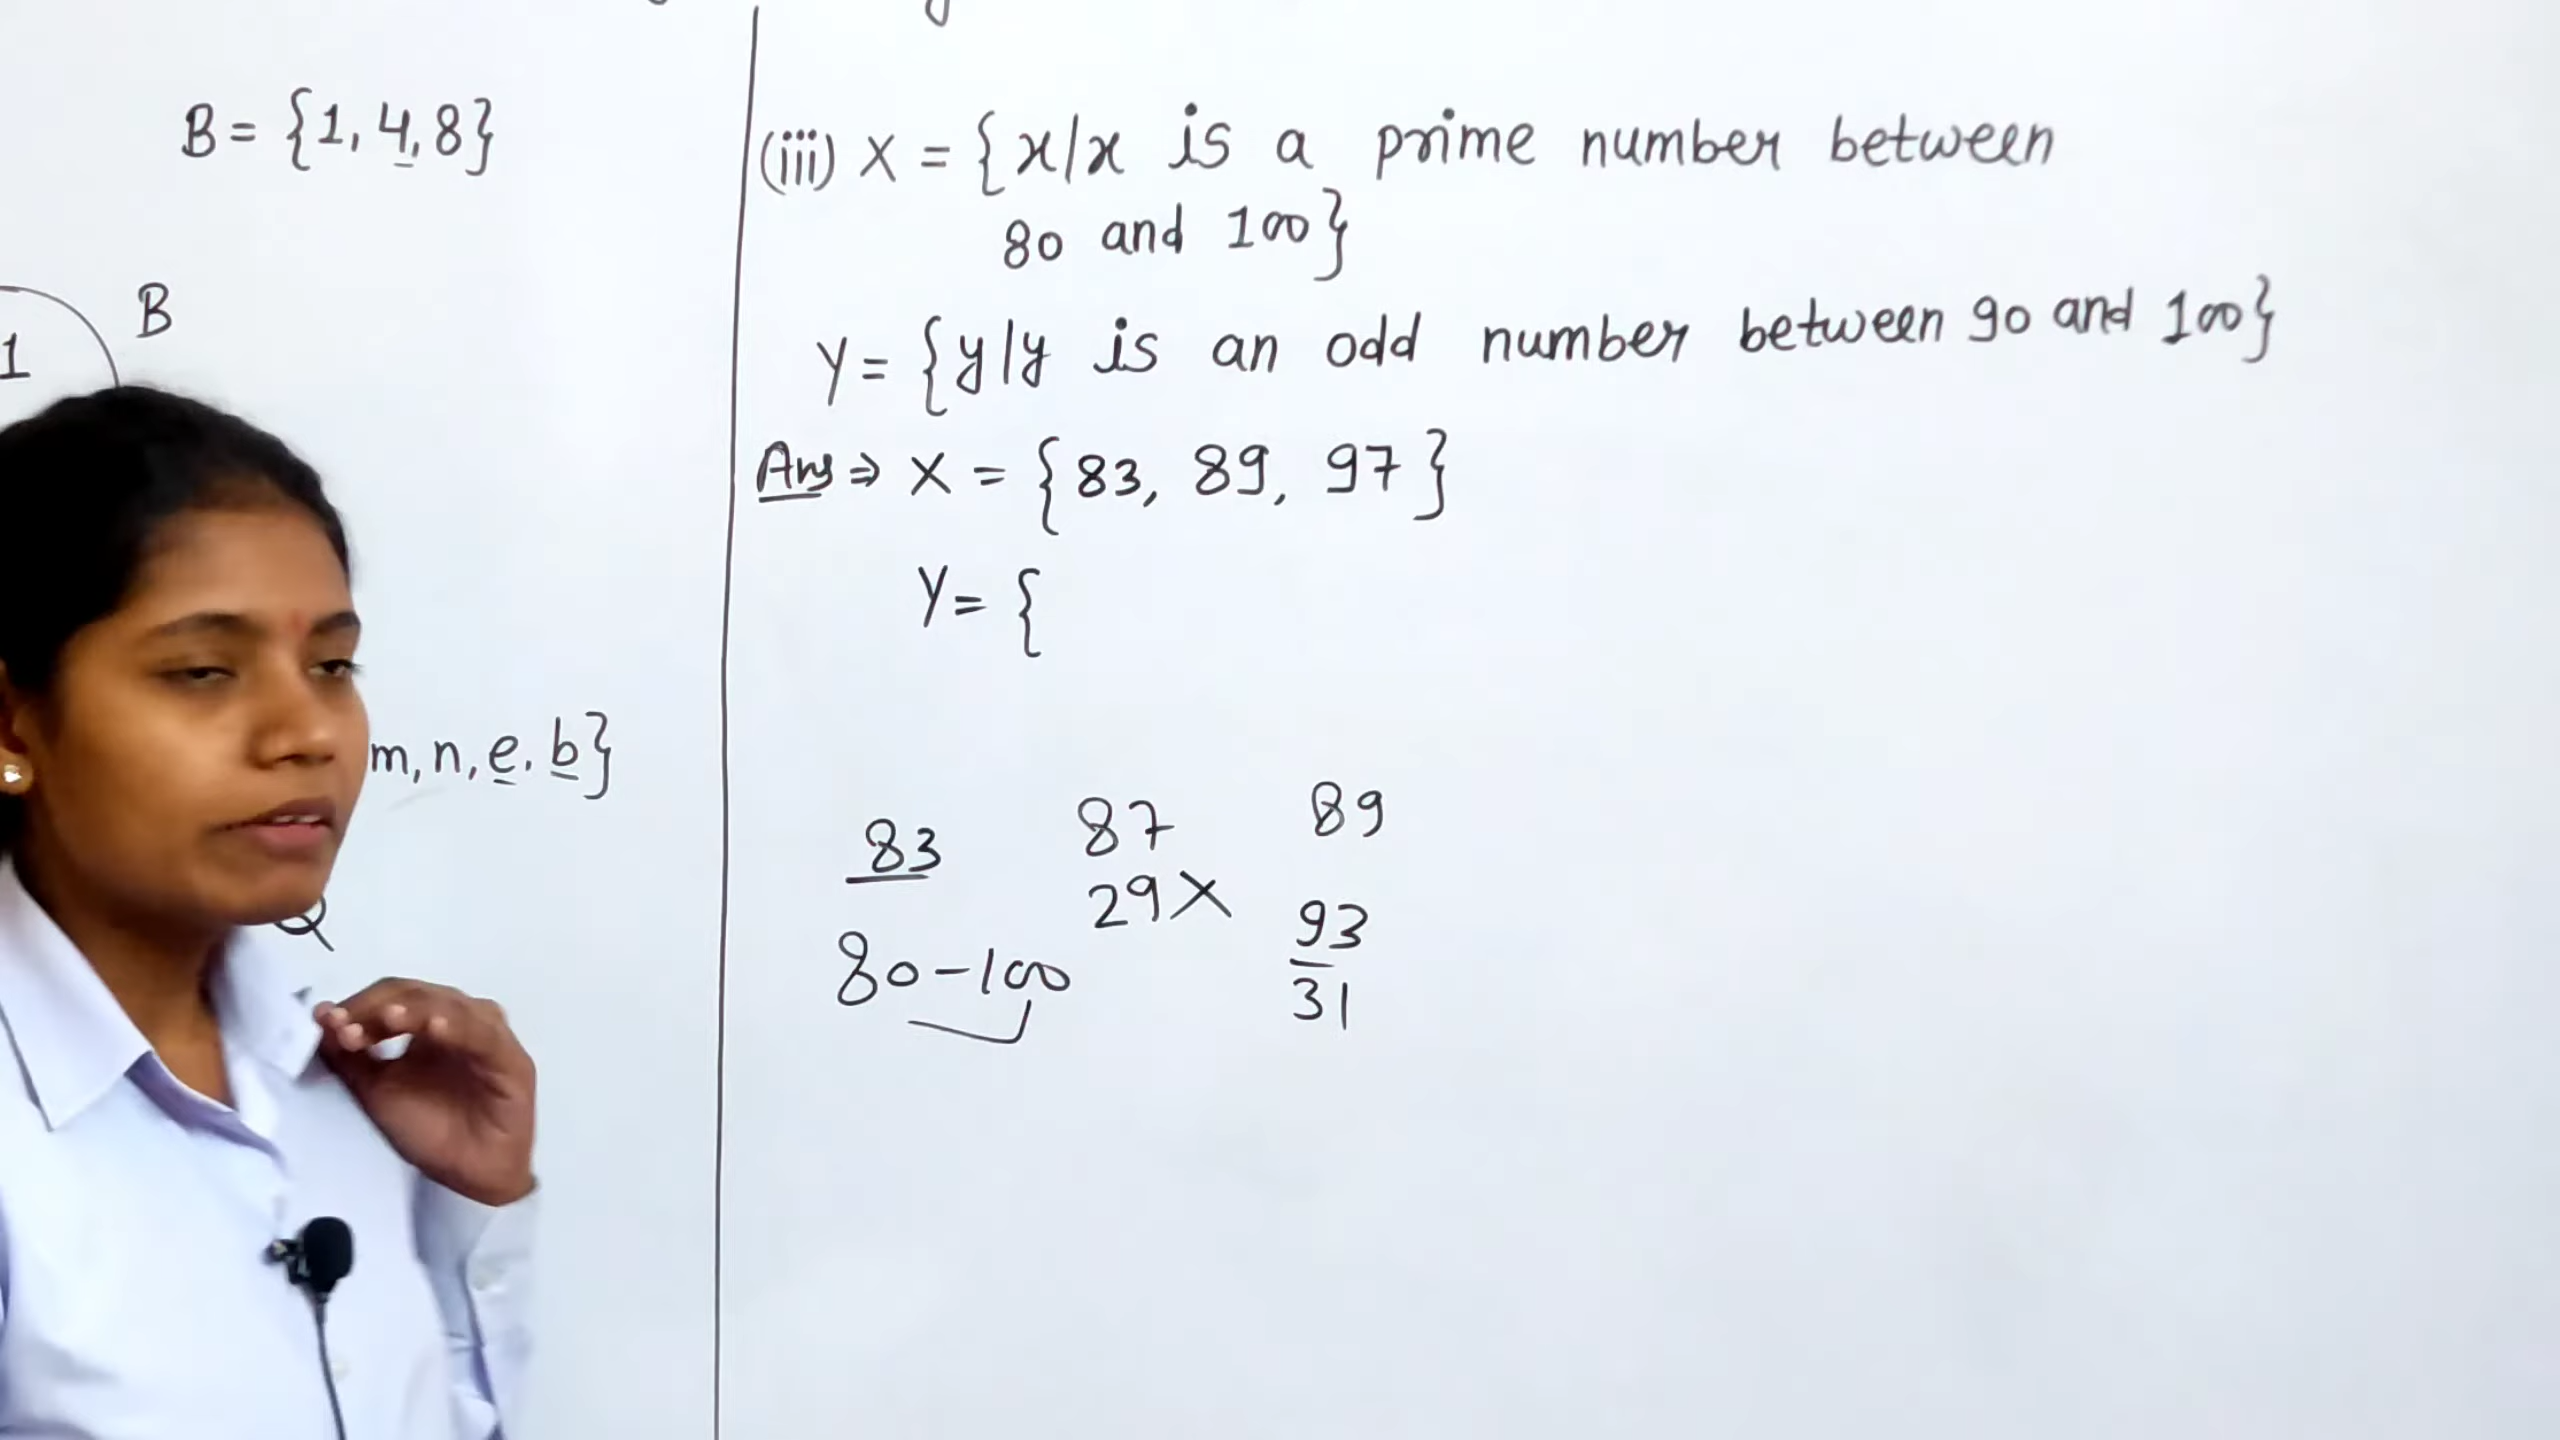 B = {1, 4, 8}
B
1
m, n, e, b}
Q
(iii) X = {x/x is a prime number between
80 and 100}
Y = {y/y is an odd number between 90 and 100}
Ans ⇒ X = {83, 89, 97}
Y = {
83 87 89
29 X 93
80-100 31